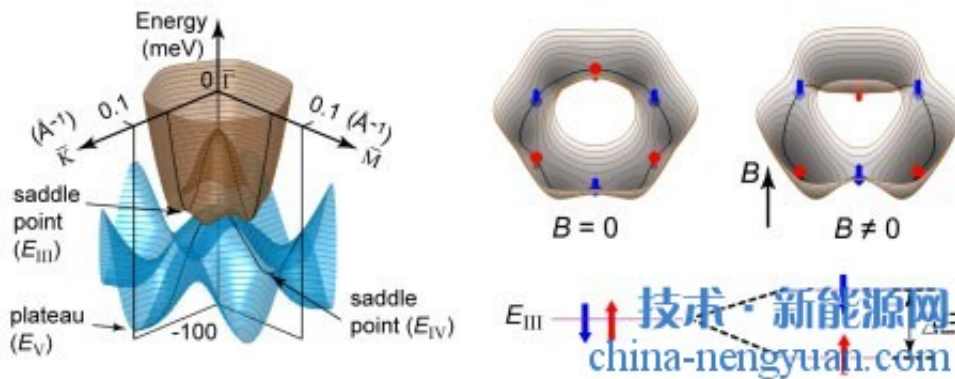 Energy
(meV)
0 Γ̄
0.1
(Å⁻¹)
K̄
0.1
(Å⁻¹)
M̄
saddle
point
(E_III)
plateau
(E_V)
-100
saddle
point (E_IV)
B = 0
B
B ≠ 0
E_III
技术·新能源网
china-nengyuan.com